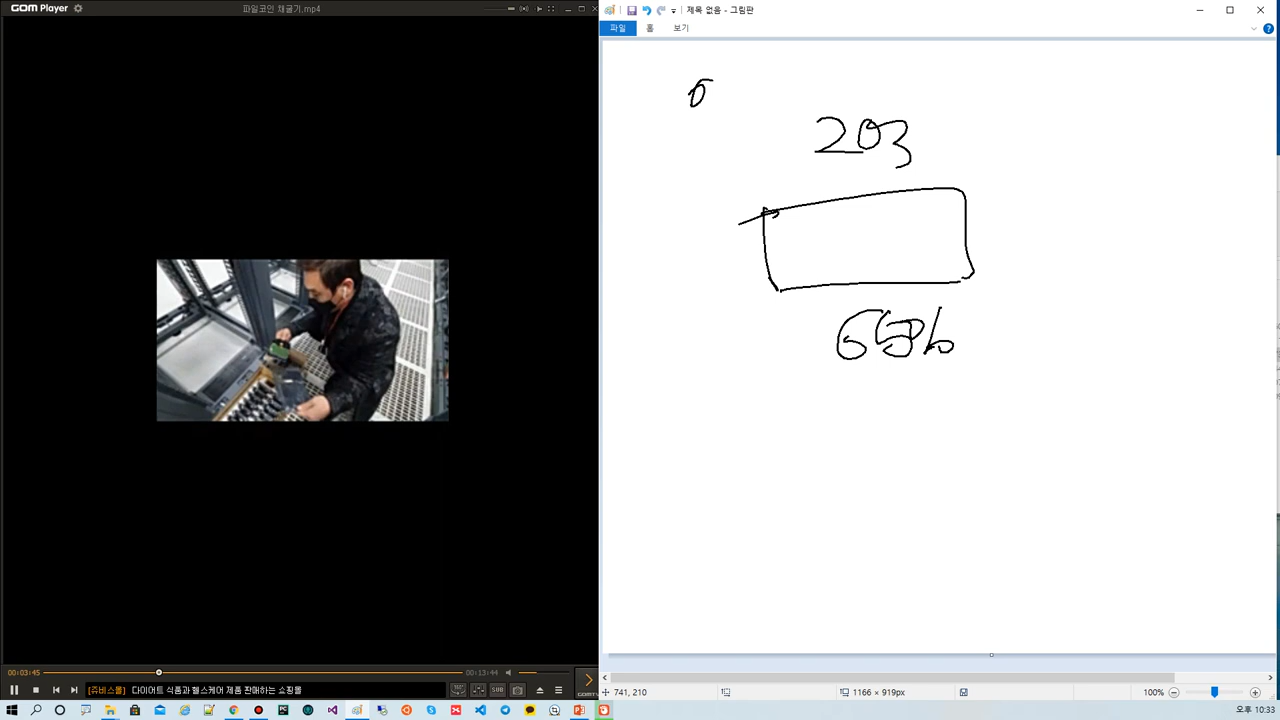 GOM Player
파일코인 채굴기.mp4
00:03:45
00:13:44
[쥬비스몰] 다이어트 식품과 헬스케어 제품 판매하는 쇼핑몰
360°
SUB
제목 없음 - 그림판
파일
홈
보기
203
741, 210
1166 × 919px
100%
오후 10:33